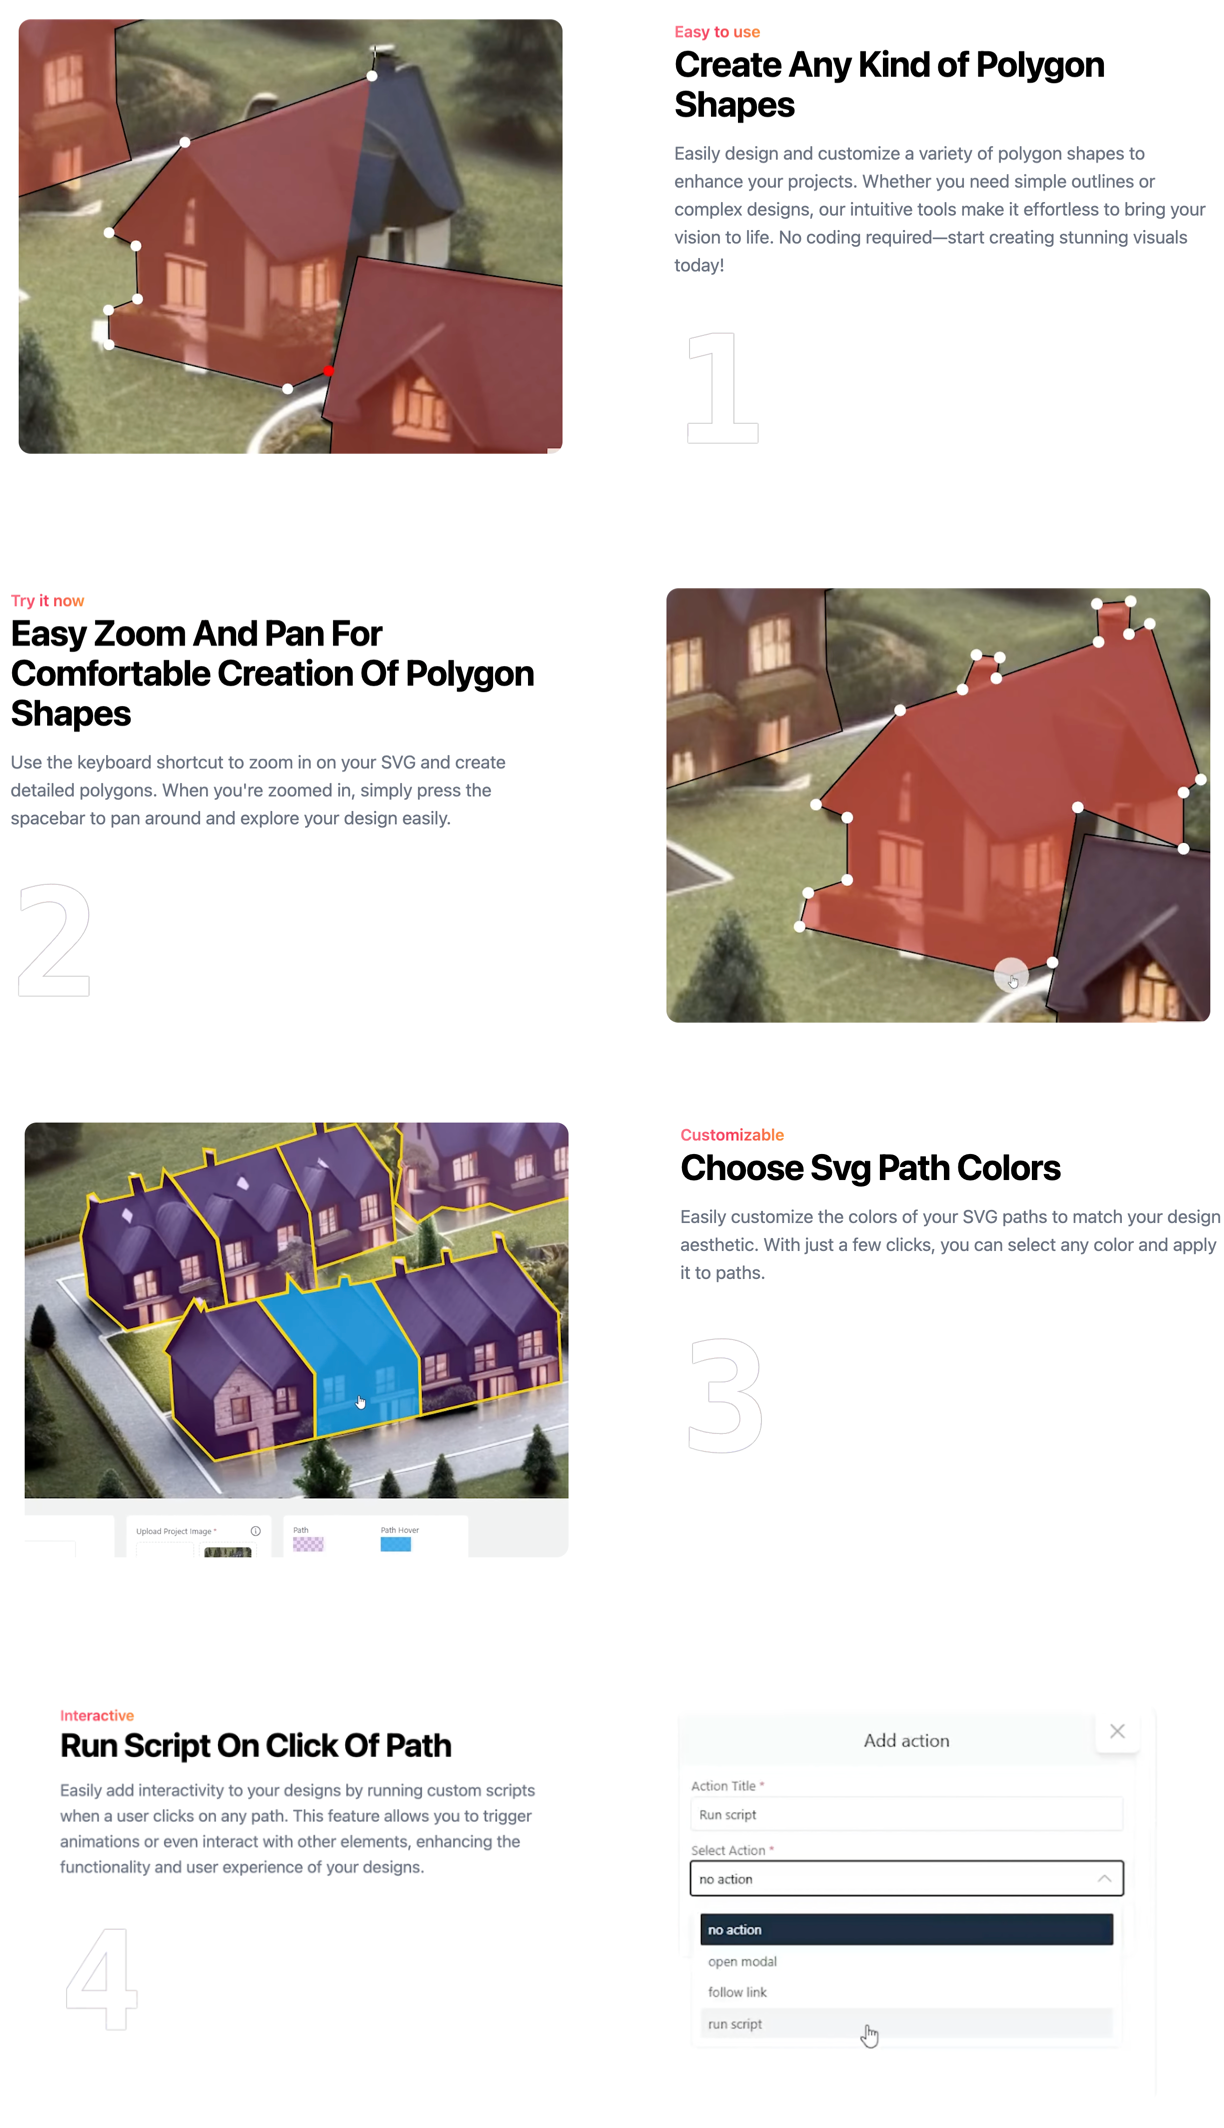 Easy to use
Create Any Kind of Polygon
Shapes
Easily design and customize a variety of polygon shapes to
enhance your projects. Whether you need simple outlines or
complex designs, our intuitive tools make it effortless to bring your
vision to life. No coding required—start creating stunning visuals
today!
1
Try it now
Easy Zoom And Pan For
Comfortable Creation Of Polygon
Shapes
Use the keyboard shortcut to zoom in on your SVG and create
detailed polygons. When you're zoomed in, simply press the
spacebar to pan around and explore your design easily.
2
Customizable
Choose Svg Path Colors
Easily customize the colors of your SVG paths to match your design
aesthetic. With just a few clicks, you can select any color and apply
it to paths.
3
Upload Project Image *
Path
Path Hover
Interactive
Run Script On Click Of Path
Easily add interactivity to your designs by running custom scripts
when a user clicks on any path. This feature allows you to trigger
animations or even interact with other elements, enhancing the
functionality and user experience of your designs.
4
Add action
Action Title *
Run script
Select Action *
no action
no action
open modal
follow link
run script